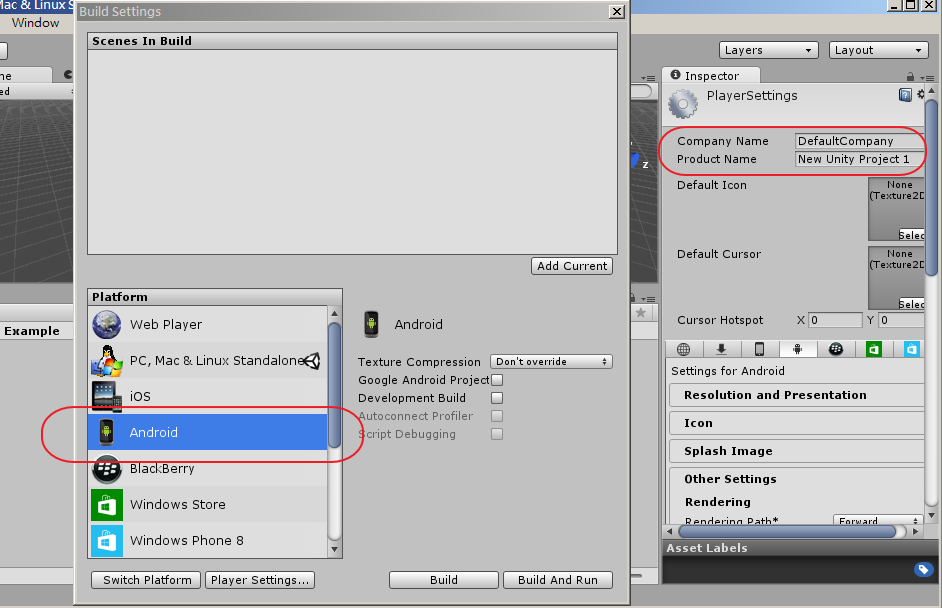 Mac & Linux S
Build Settings
Window
Scenes In Build
Layers
Layout
ne
ed
Inspector
PlayerSettings
Company Name DefaultCompany
Product Name New Unity Project 1
z
Default Icon
None
(Texture2D
Selec
Default Cursor
None
(Texture2D
Selec
Add Current
Cursor Hotspot X 0 Y 0
Platform
Example
Web Player
PC, Mac & Linux Standalone
iOS
Android
BlackBerry
Windows Store
Windows Phone 8
Android
Texture Compression Don't override
Google Android Project
Development Build
Autoconnect Profiler
Script Debugging
Settings for Android
Resolution and Presentation
Icon
Splash Image
Other Settings
Rendering
Rendering Path* Forward
Asset Labels
Switch Platform
Player Settings...
Build
Build And Run